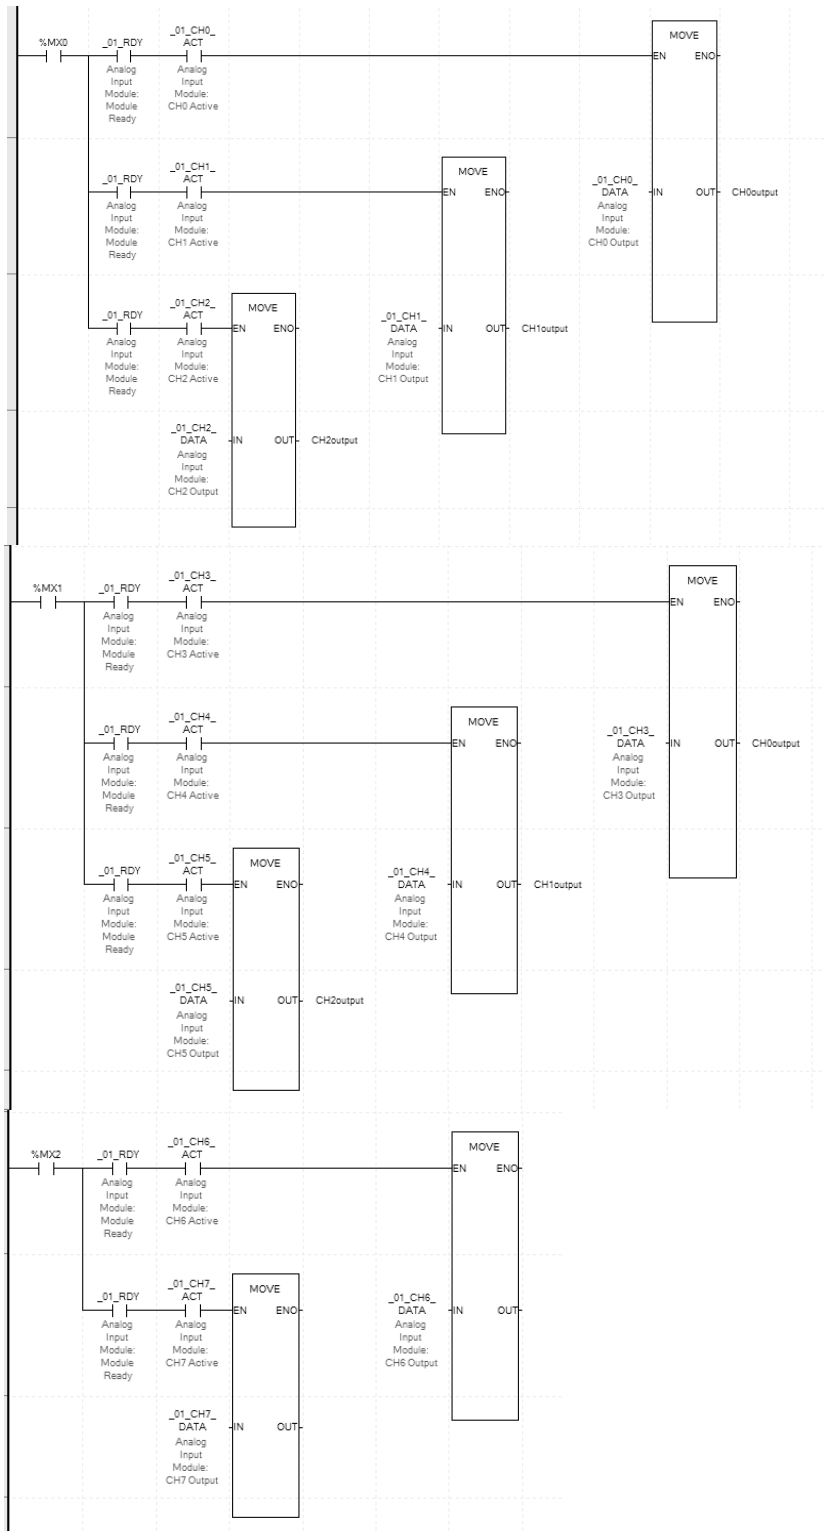 MOVE
_01_CH0_
%MX0 _01_RDY ACT EN ENO
Analog Analog
Input Input
Module: Module:
Module CH0 Active
Ready
_01_CH1_ MOVE
_01_RDY ACT EN ENO _01_CH0_
DATA IN OUT CH0output
Analog Analog Analog
Input Input Input
Module: Module: Module:
Module CH1 Active CH0 Output
Ready
_01_CH2_ MOVE
_01_RDY ACT EN ENO _01_CH1_
DATA IN OUT CH1output
Analog Analog Analog
Input Input Input
Module: Module: Module:
Module CH2 Active CH1 Output
Ready
_01_CH2_
DATA IN OUT CH2output
Analog
Input
Module:
CH2 Output
MOVE
_01_CH3_
%MX1 _01_RDY ACT EN ENO
Analog Analog
Input Input
Module: Module:
Module CH3 Active
Ready
_01_CH4_ MOVE
_01_RDY ACT EN ENO _01_CH3_
DATA IN OUT CH0output
Analog Analog Analog
Input Input Input
Module: Module: Module:
Module CH4 Active CH3 Output
Ready
_01_CH5_ MOVE
_01_RDY ACT EN ENO _01_CH4_
DATA IN OUT CH1output
Analog Analog Analog
Input Input Input
Module: Module: Module:
Module CH5 Active CH4 Output
Ready
_01_CH5_
DATA IN OUT CH2output
Analog
Input
Module:
CH5 Output
MOVE
_01_CH6_
%MX2 _01_RDY ACT EN ENO
Analog Analog
Input Input
Module: Module:
Module CH6 Active
Ready
_01_CH7_ MOVE
_01_RDY ACT EN ENO _01_CH6_
DATA IN OUT
Analog Analog Analog
Input Input Input
Module: Module: Module:
Module CH7 Active CH6 Output
Ready
_01_CH7_
DATA IN OUT
Analog
Input
Module:
CH7 Output